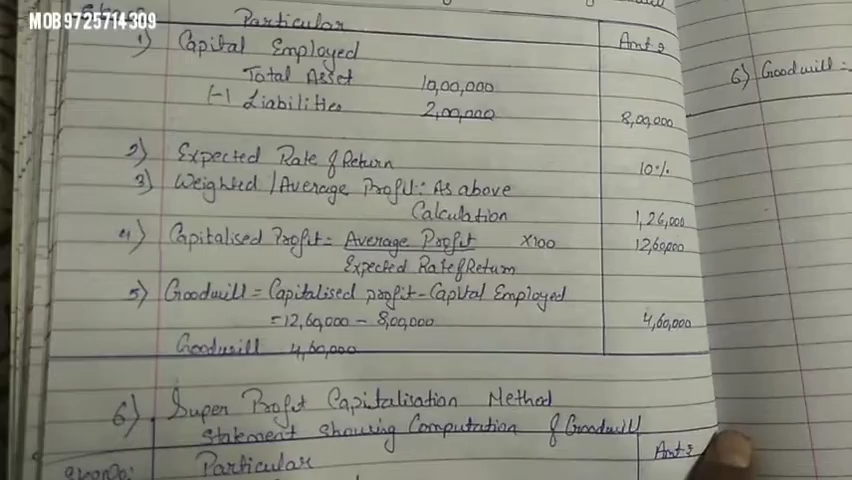 MOB 9725714309
Particular
Amt ₹
1) Capital Employed
Total Asset 10,00,000
(-) Liabilities 2,00,000 8,00,000
2) Expected Rate of Return 10%
3) Weighted / Average Profit: As above
Calculation 1,26,000
4) Capitalised Profit = Average Profit X100 12,60,000
Expected Rate of Return
5) Goodwill = Capitalised profit - Capital Employed
= 12,60,000 - 8,00,000 4,60,000
Goodwill 4,60,000
6) Super Profit Capitalisation Method
Statement showing Computation of Goodwill
Particular Amt ₹
6) Goodwill =